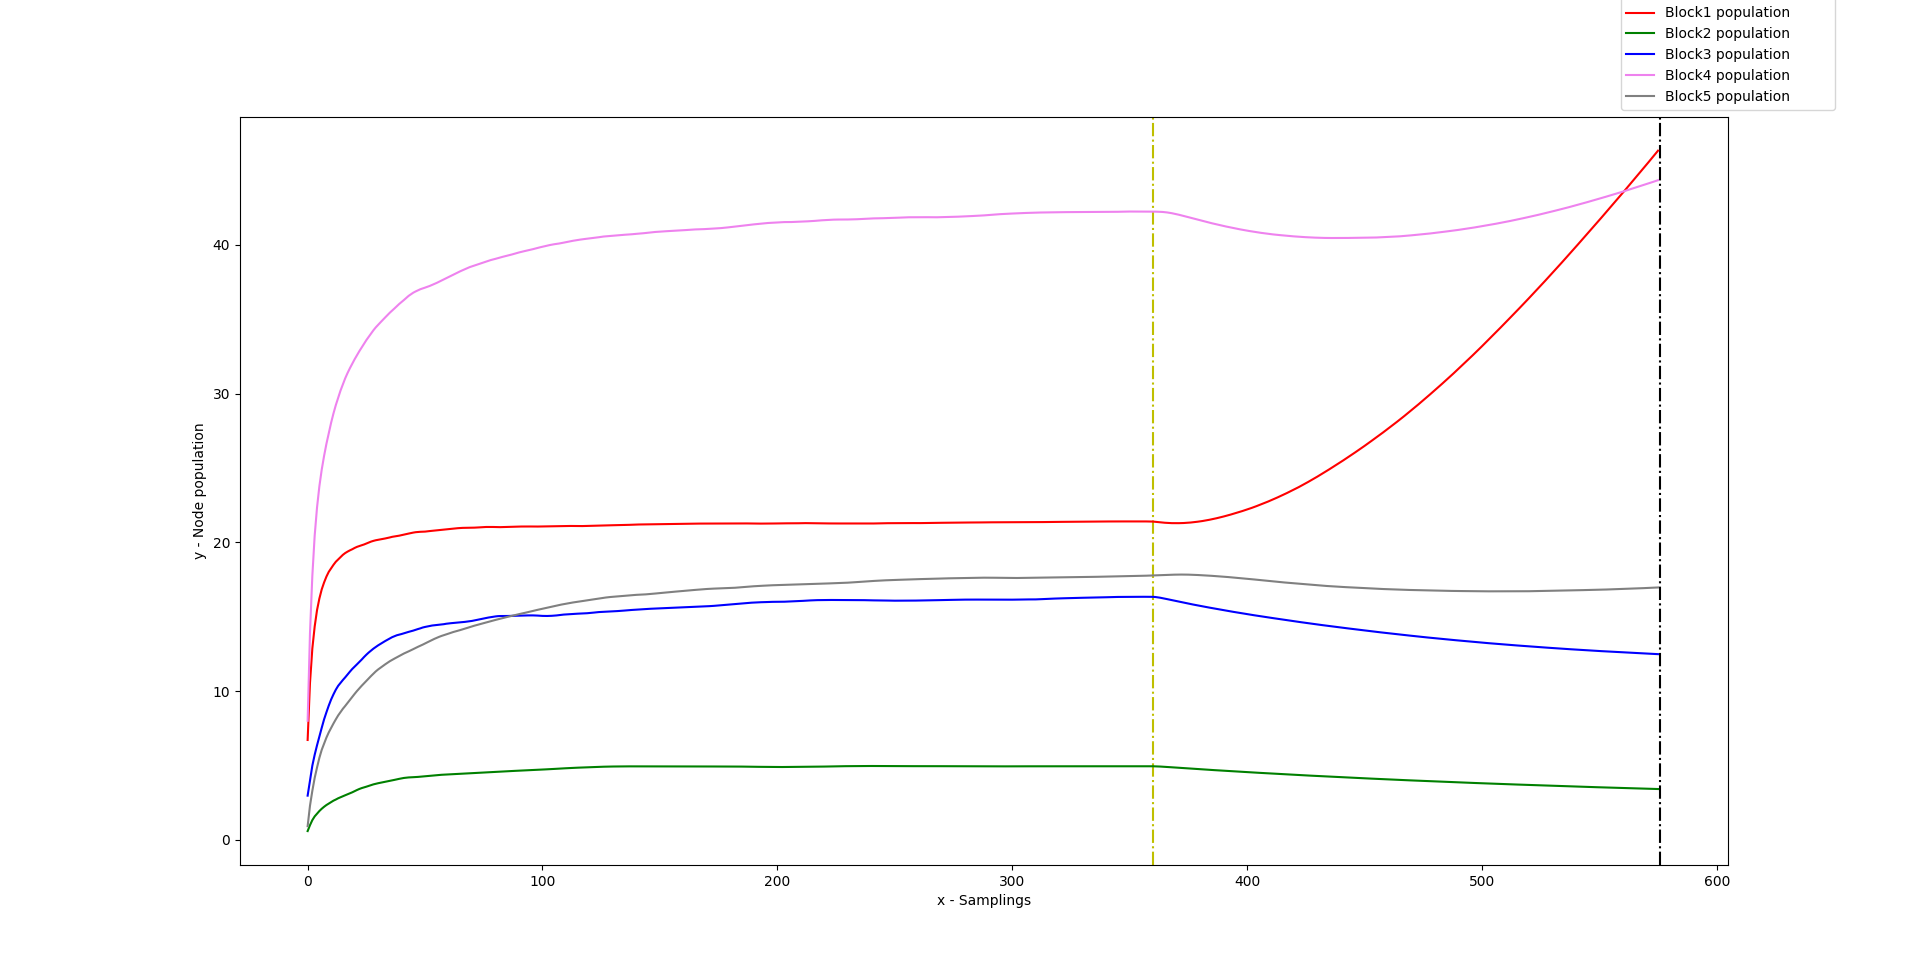 Block1 population
Block2 population
Block3 population
Block4 population
Block5 population
y - Node population
40
30
20
10
0
0 100 200 300 400 500 600
x - Samplings